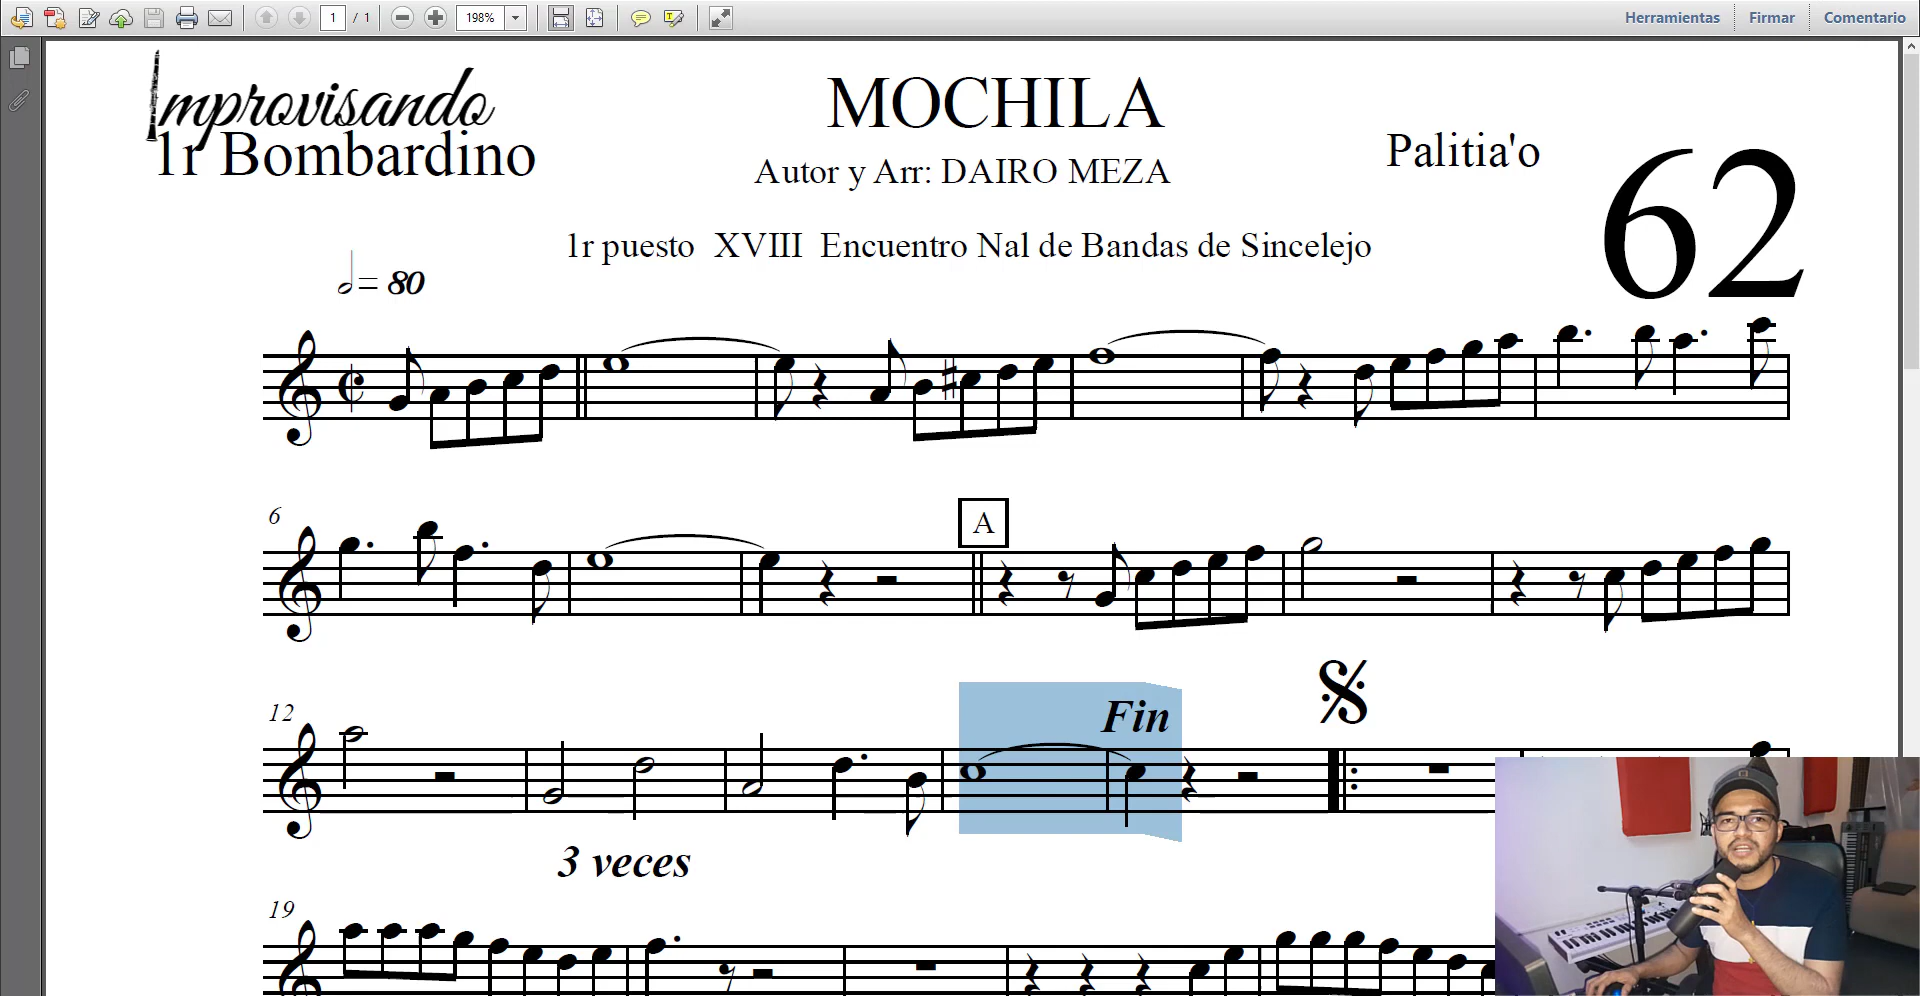 1 / 1
198%
Herramientas
Firmar
Comentario
Improvisando
1r Bombardino
MOCHILA
Autor y Arr: DAIRO MEZA
Palitia'o
62
1r puesto XVIII Encuentro Nal de Bandas de Sincelejo
= 80
6
A
12
Fin
3 veces
19